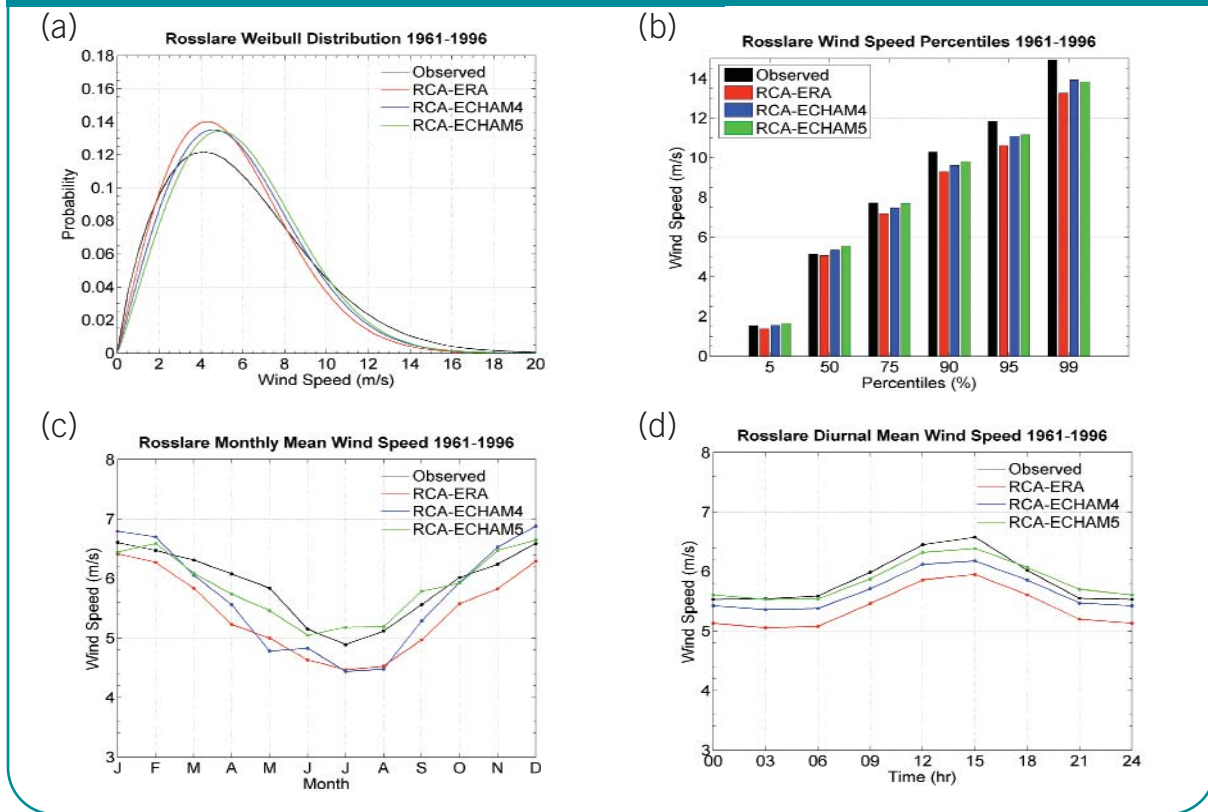 (a)
Rosslare Weibull Distribution 1961-1996
0.18
0.16
0.14
0.12
0.1
0.08
0.06
0.04
0.02
0
Probability
Observed
RCA-ERA
RCA-ECHAM4
RCA-ECHAM5
0 2 4 6 8 10 12 14 16 18 20
Wind Speed (m/s)
(b)
Rosslare Wind Speed Percentiles 1961-1996
14
12
10
8
6
4
2
0
Wind Speed (m/s)
Observed
RCA-ERA
RCA-ECHAM4
RCA-ECHAM5
5 50 75 90 95 99
Percentiles (%)
(c)
Rosslare Monthly Mean Wind Speed 1961-1996
8
7
6
5
4
3
Wind Speed (m/s)
Observed
RCA-ERA
RCA-ECHAM4
RCA-ECHAM5
J F M A M J J A S O N D
Month
(d)
Rosslare Diurnal Mean Wind Speed 1961-1996
8
7
6
5
4
3
Wind Speed (m/s)
Observed
RCA-ERA
RCA-ECHAM4
RCA-ECHAM5
00 03 06 09 12 15 18 21 24
Time (hr)